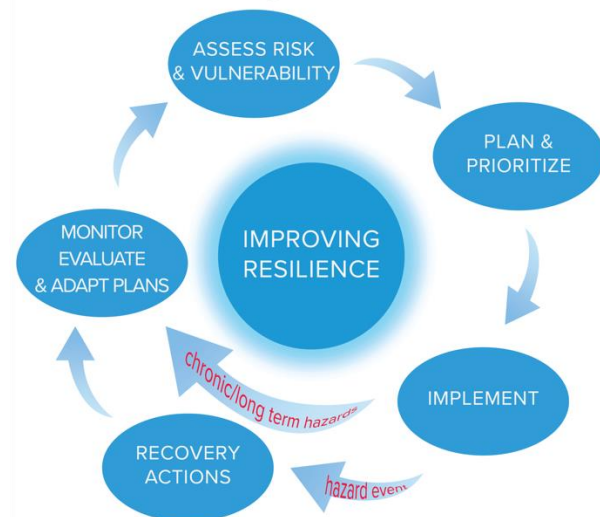 ASSESS RISK
& VULNERABILITY
PLAN &
PRIORITIZE
IMPROVING
RESILIENCE
MONITOR
EVALUATE
& ADAPT PLANS
chronic/long term hazards
IMPLEMENT
RECOVERY
ACTIONS
hazard event